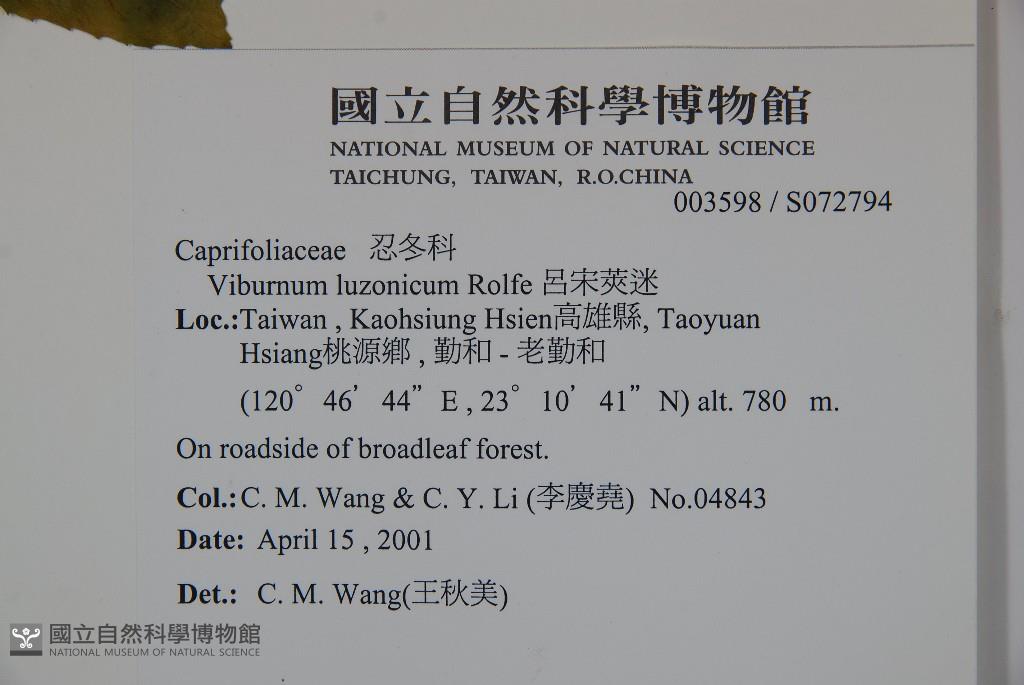 國立自然科學博物館
NATIONAL MUSEUM OF NATURAL SCIENCE
TAICHUNG, TAIWAN, R.O.CHINA
003598 / S072794
Caprifoliaceae 忍冬科
Viburnum luzonicum Rolfe 呂宋莢迷
Loc.:Taiwan , Kaohsiung Hsien高雄縣, Taoyuan
Hsiang桃源鄉 , 勤和 - 老勤和
(120° 46’ 44” E , 23° 10’ 41” N) alt. 780 m.
On roadside of broadleaf forest.
Col.:C. M. Wang & C. Y. Li (李慶堯) No.04843
Date: April 15 , 2001
Det.: C. M. Wang(王秋美)
國立自然科學博物館
NATIONAL MUSEUM OF NATURAL SCIENCE